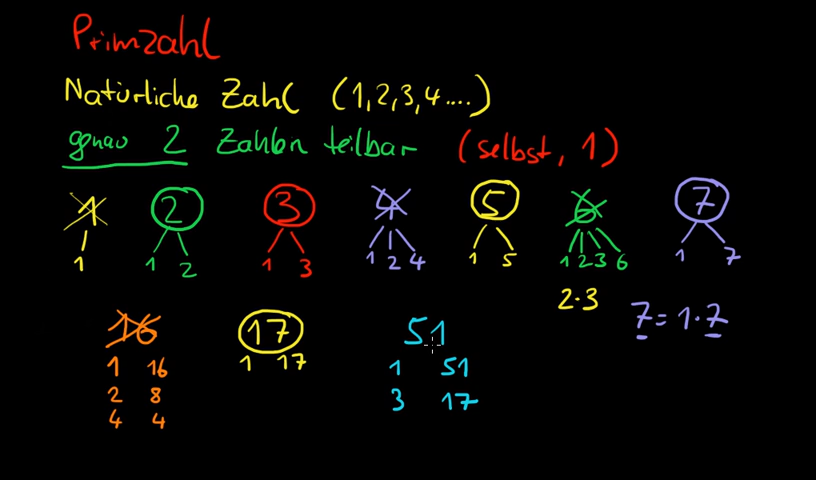 Primzahl
Natürliche Zahl (1,2,3,4....)
genau 2 Zahlen teilbar (selbst, 1)
1 2 3 4 5 6 7
1 1 2 1 3 1 2 4 1 5 1 2 3 6 1 7
2·3 7=1·7
16 17 51
1 16 1 17 1 51
2 8 3 17
4 4